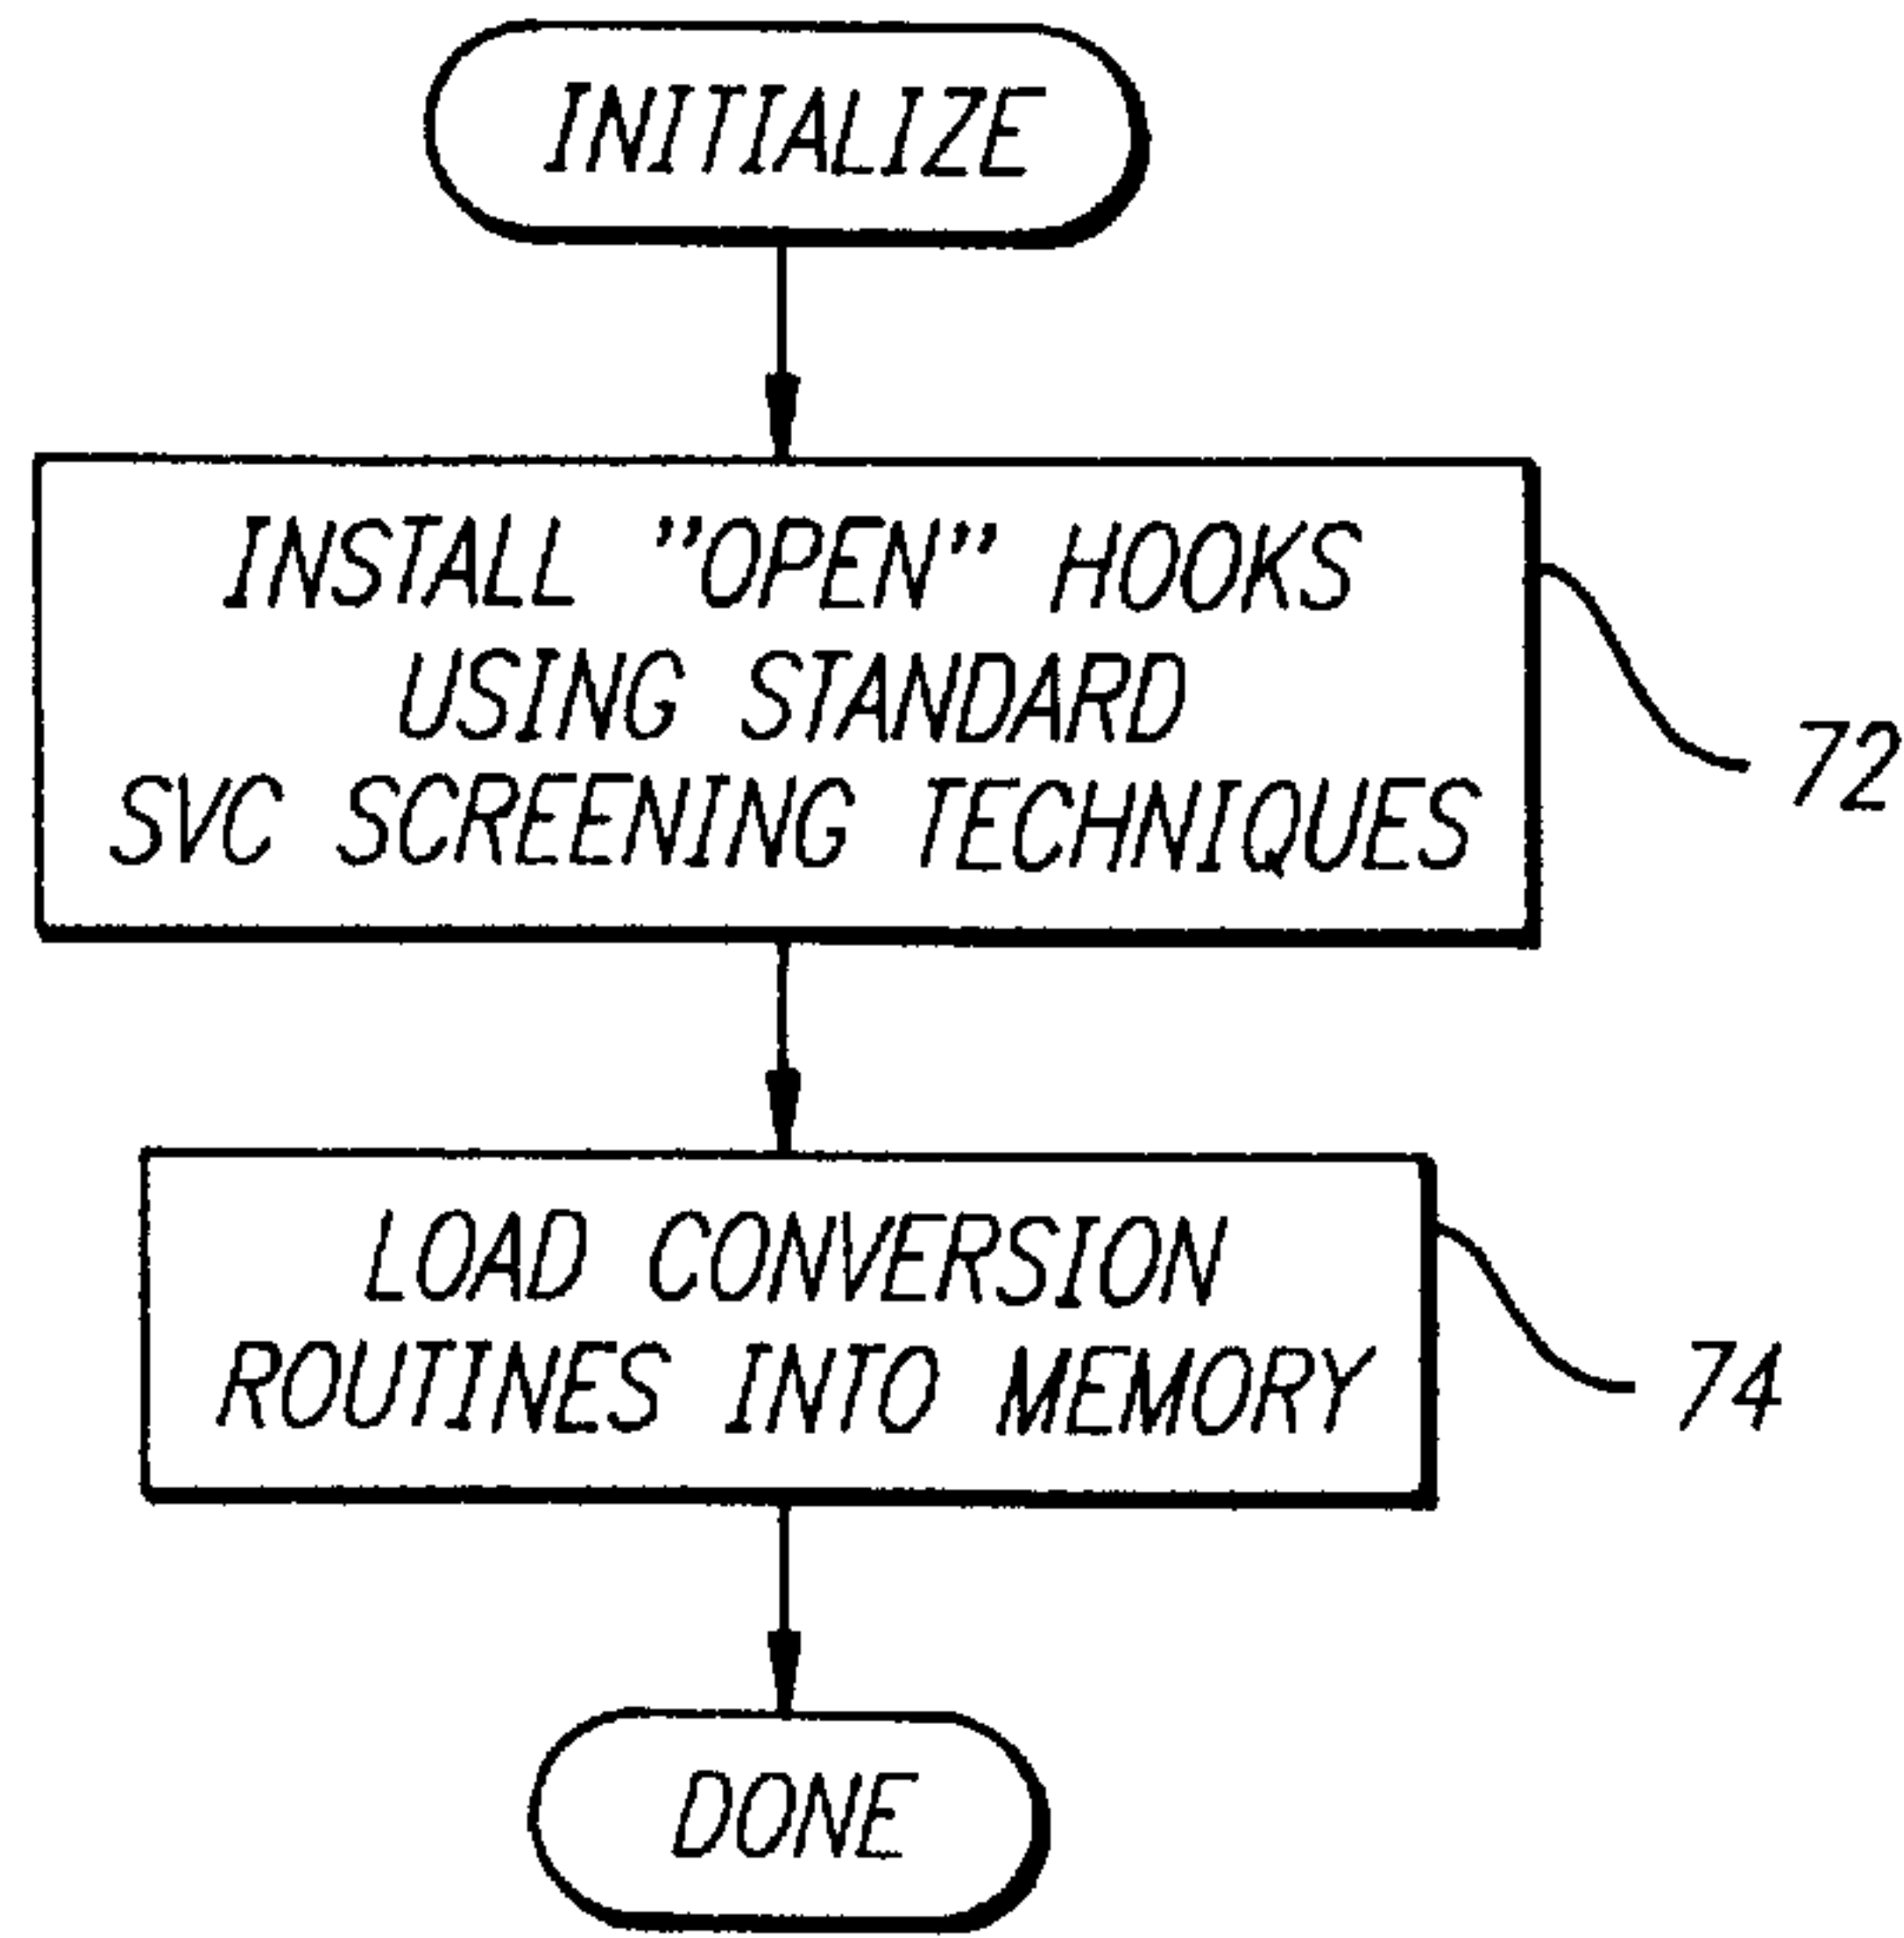 INITIALIZE
INSTALL "OPEN" HOOKS
USING STANDARD
SVC SCREENING TECHNIQUES
72
LOAD CONVERSION
ROUTINES INTO MEMORY
74
DONE